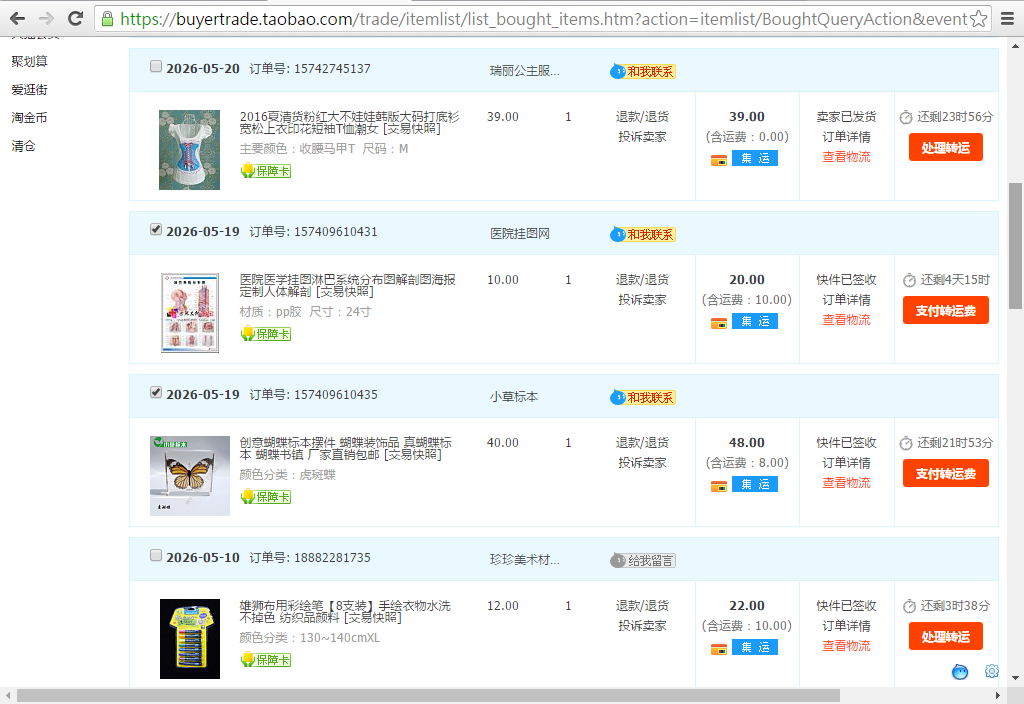 https://buyertrade.taobao.com/trade/itemlist/list_bought_items.htm?action=itemlist/BoughtQueryAction&event
聚划算
爱逛街
淘金币
清仓
2026-05-20 订单号: 15742745137 瑞丽公主服... 和我联系
2016夏清货粉红大不娃娃韩版大码打底衫 39.00 1 退款/退货 39.00 卖家已发货 还剩23时56分
宽松上衣印花短袖T恤潮女 [交易快照] 投诉卖家 (含运费：0.00) 订单详情 处理转运
主要颜色：收腰马甲T 尺码：M 集 运 查看物流
保障卡
2026-05-19 订单号: 157409610431 医院挂图网 和我联系
医院医学挂图淋巴系统分布图解剖图海报 10.00 1 退款/退货 20.00 快件已签收 还剩4天15时
定制人体解剖 [交易快照] 投诉卖家 (含运费：10.00) 订单详情 支付转运费
材质：pp胶 尺寸：24寸 集 运 查看物流
保障卡
2026-05-19 订单号: 157409610435 小草标本 和我联系
创意蝴蝶标本摆件 蝴蝶装饰品 真蝴蝶标 40.00 1 退款/退货 48.00 快件已签收 还剩21时53分
本 蝴蝶书镇 厂家直销包邮 [交易快照] 投诉卖家 (含运费：8.00) 订单详情 支付转运费
颜色分类：虎斑蝶 集 运 查看物流
保障卡
2026-05-10 订单号: 18882281735 珍珍美术材... 给我留言
雄狮布用彩绘笔【8支装】手绘衣物水洗 12.00 1 退款/退货 22.00 快件已签收 还剩3时38分
不掉色 纺织品颜料 [交易快照] 投诉卖家 (含运费：10.00) 订单详情 处理转运
颜色分类：130~140cmXL 集 运 查看物流
保障卡